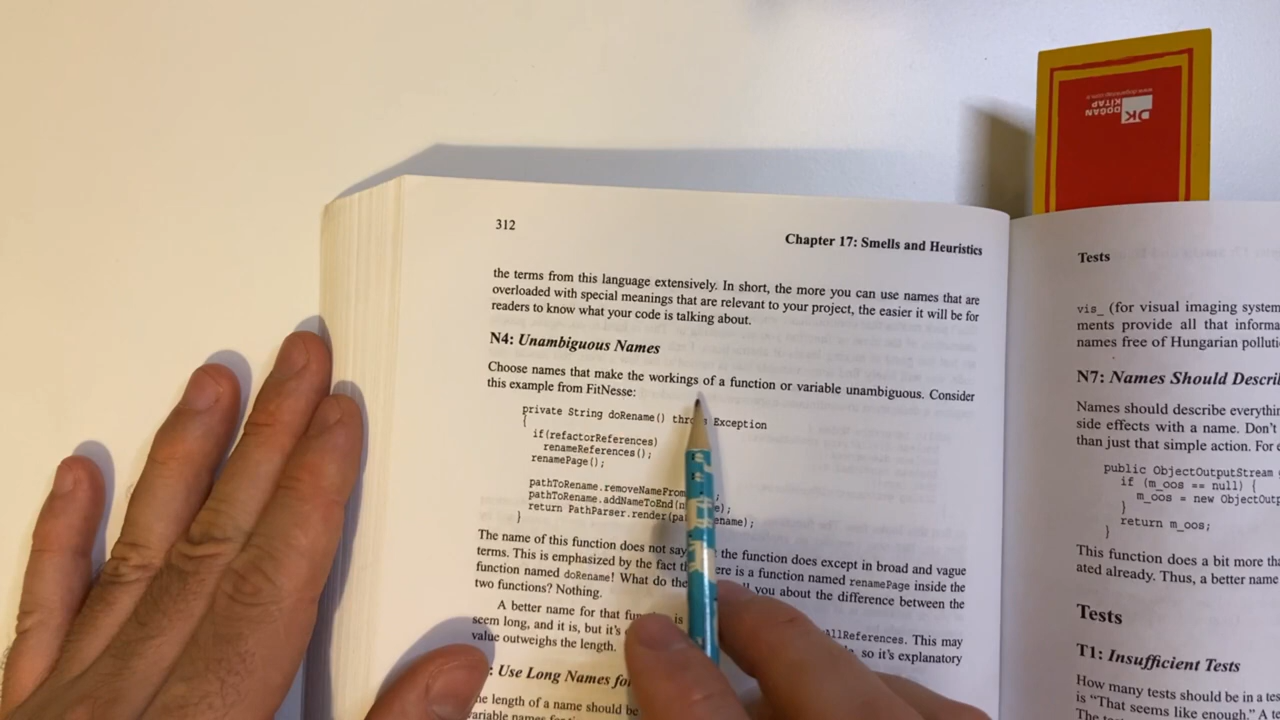 DK
DOĞAN
KİTAP
312
Chapter 17: Smells and Heuristics
the terms from this language extensively. In short, the more you can use names that are
overloaded with special meanings that are relevant to your project, the easier it will be for
readers to know what your code is talking about.
N4: Unambiguous Names
Choose names that make the workings of a function or variable unambiguous. Consider
this example from FitNesse:
private String doRename() Exception
{
if(refactorReferences)
renameReferences();
renamePage();
pathToRename.removeNameFrom ;
pathToRename.addNameToEnd(n e);
return PathParser.render(pa ename);
}
The name of this function does not say the function does except in broad and vague
terms. This is emphasized by the fact is a function named renamePage inside the
function named doRename! What do the you about the difference between the
two functions? Nothing.
A better name for that is AllReferences. This may
seem long, and it is, but it's , so it's explanatory
value outweighs the length.
: Use Long Names fo
he length of a name should be
variable names fo
Tests
vis_ (for visual imaging system
ments provide all that informa
names free of Hungarian polluti
N7: Names Should Descri
Names should describe everythin
side effects with a name. Don't
than just that simple action. For e
public ObjectOutputStream
if (m_oos == null) {
m_oos = new ObjectOutp
}
return m_oos;
}
This function does a bit more tha
ated already. Thus, a better name
Tests
T1: Insufficient Tests
How many tests should be in a tes
is "That seems like enough." A te
The